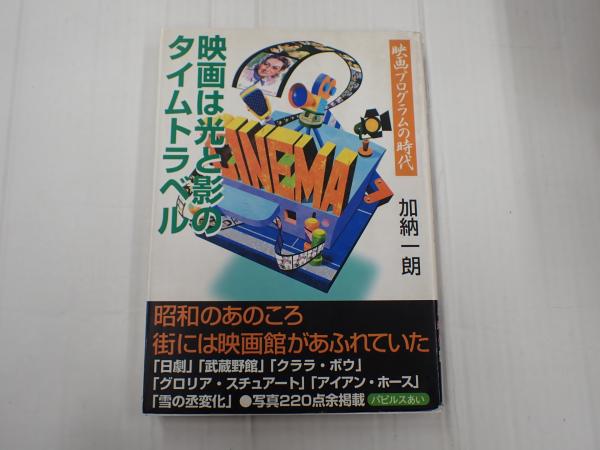 映画は光と影の
タイムトラベル
映画プログラムの時代
加納一朗
CINEMA
昭和のあのころ
街には映画館があふれていた
「日劇」「武蔵野館」「クララ・ボウ」
「グロリア・スチュアート」「アイアン・ホース」
「雪の丞変化」●写真220点余掲載 パピルスあい